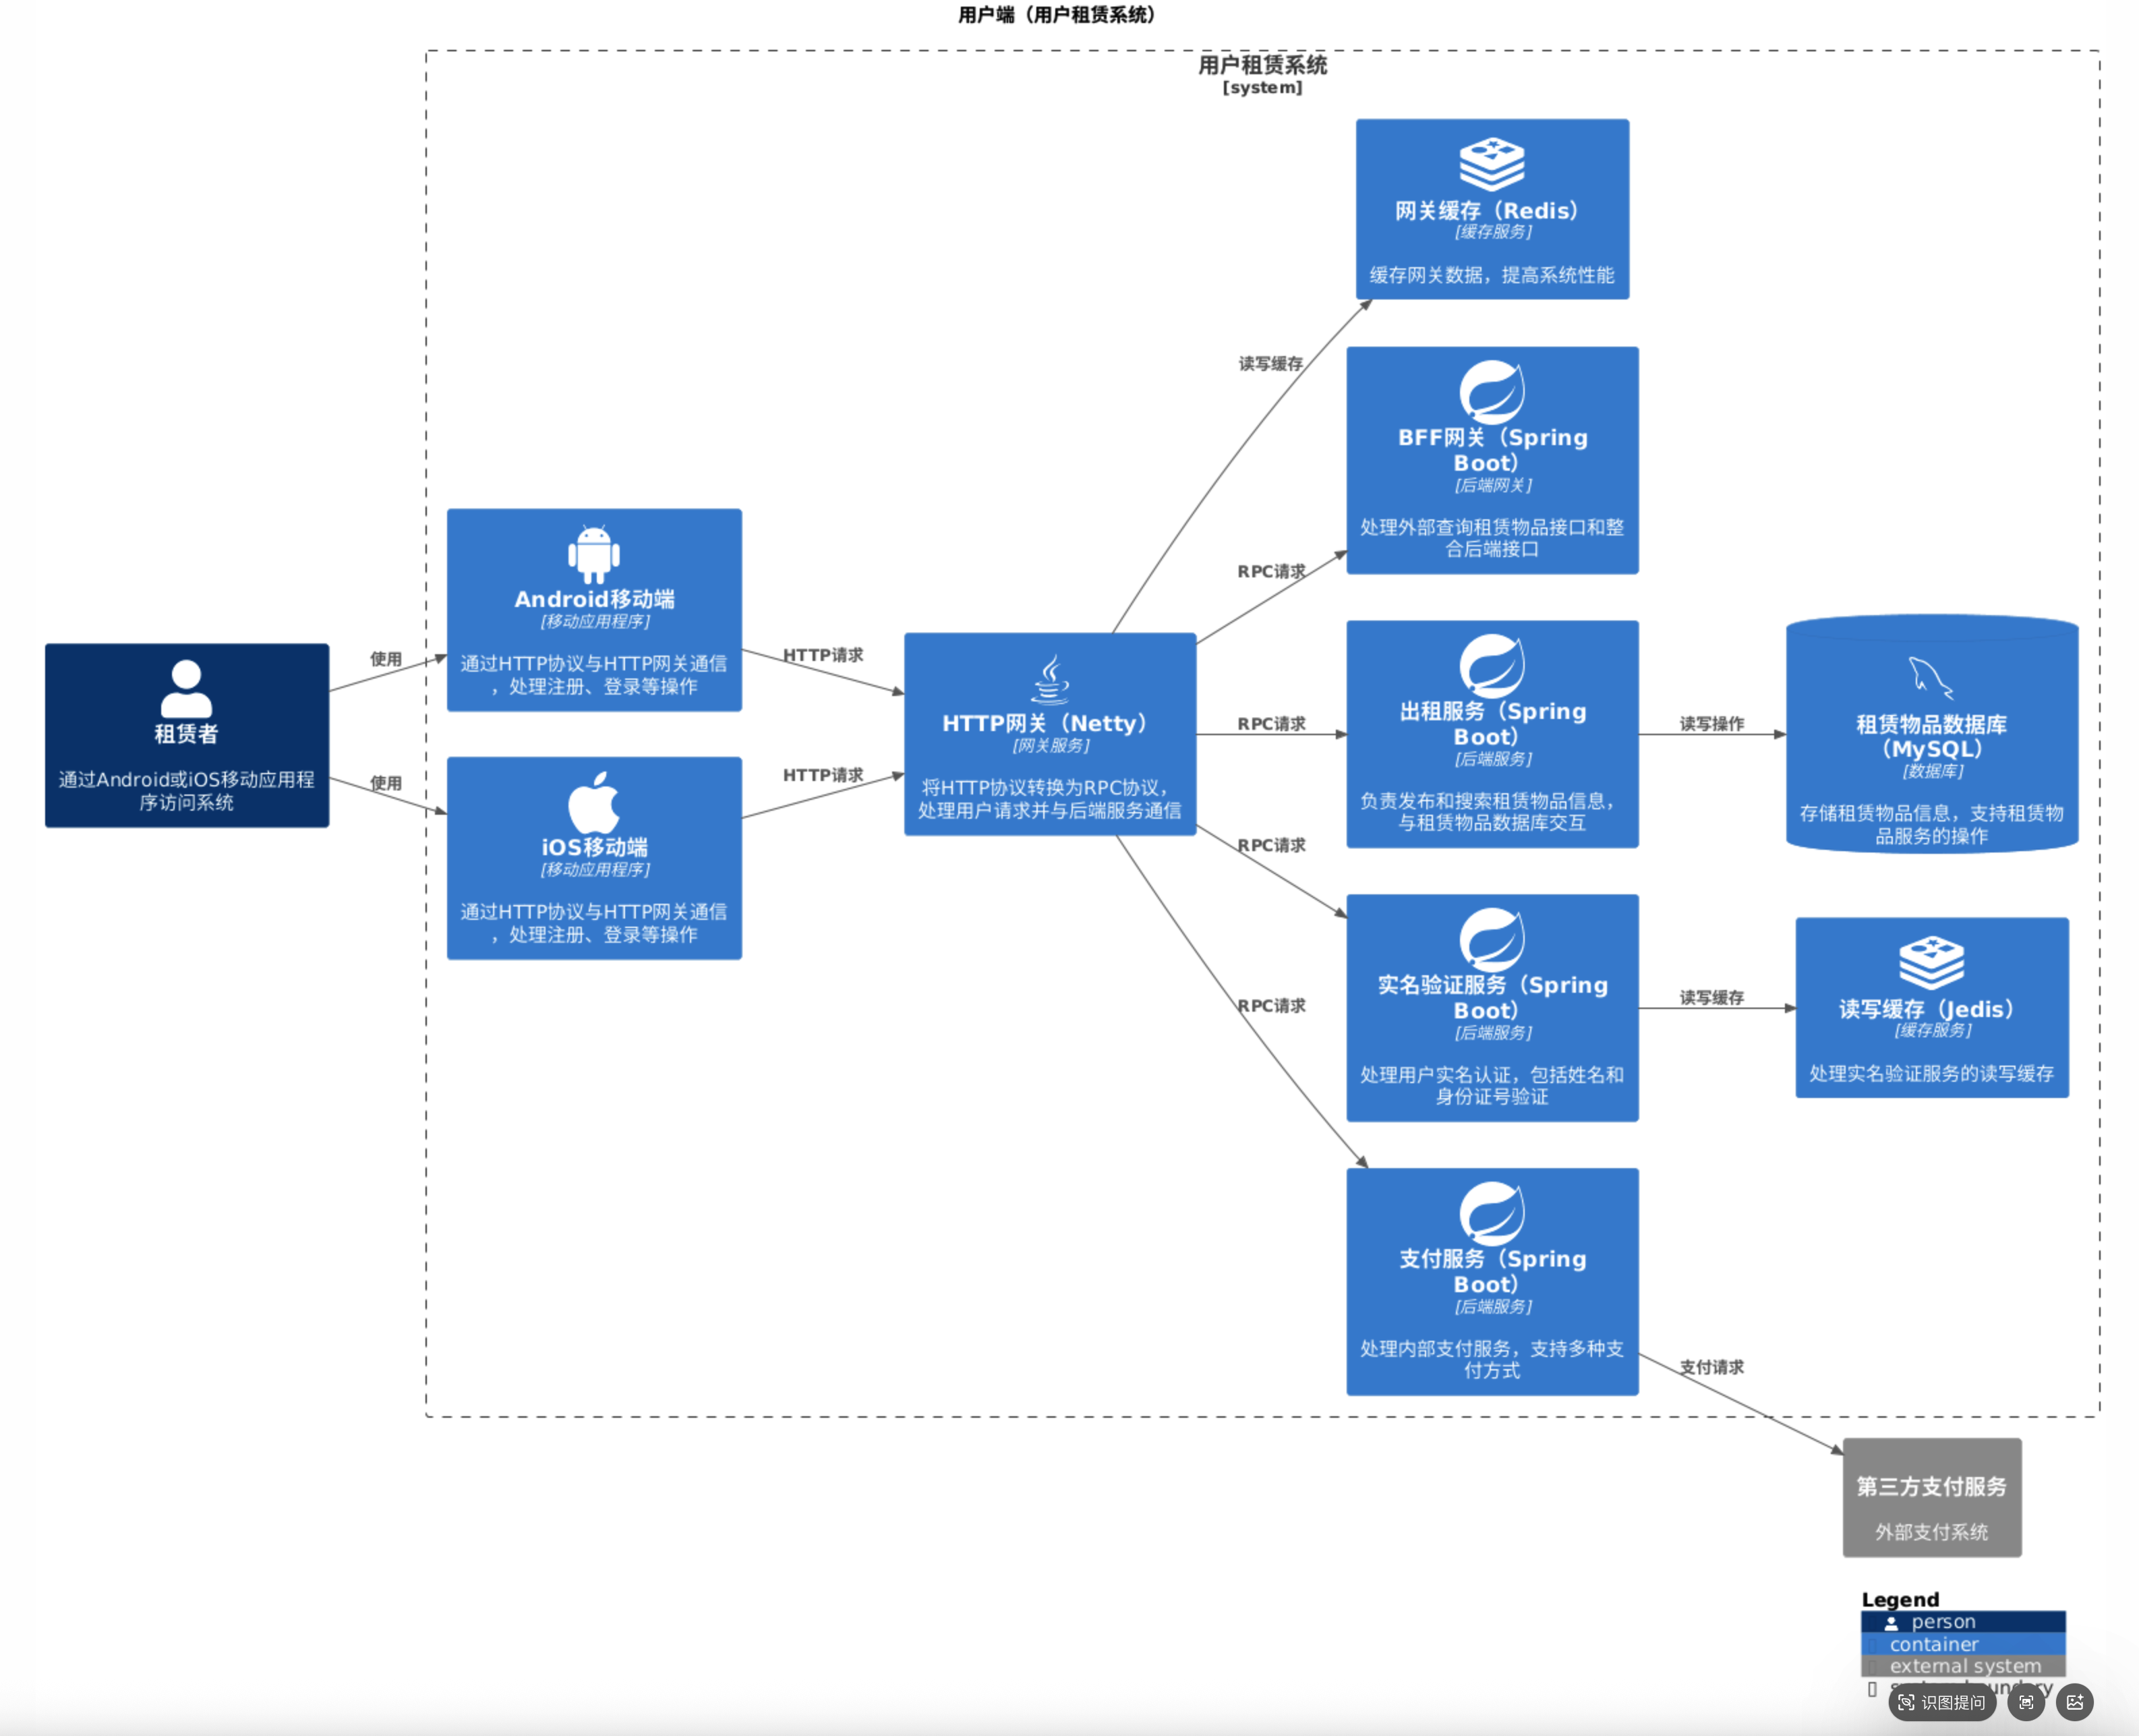 用户端（用户租赁系统）
用户租赁系统
[system]
网关缓存（Redis）
[缓存服务]
缓存网关数据，提高系统性能
读写缓存
BFF网关（Spring
Boot）
[后端网关]
处理外部查询租赁物品接口和整
合后端接口
RPC请求
Android移动端
[移动应用程序]
通过HTTP协议与HTTP网关通信
，处理注册、登录等操作
租赁者
通过Android或iOS移动应用程
序访问系统
使用
使用
HTTP请求
HTTP请求
iOS移动端
[移动应用程序]
通过HTTP协议与HTTP网关通信
，处理注册、登录等操作
HTTP网关（Netty）
[网关服务]
将HTTP协议转换为RPC协议，
处理用户请求并与后端服务通信
RPC请求
出租服务（Spring
Boot）
[后端服务]
负责发布和搜索租赁物品信息，
与租赁物品数据库交互
读写操作
租赁物品数据库
（MySQL）
[数据库]
存储租赁物品信息，支持租赁物
品服务的操作
RPC请求
实名验证服务（Spring
Boot）
[后端服务]
处理用户实名认证，包括姓名和
身份证号验证
读写缓存
读写缓存（Jedis）
[缓存服务]
处理实名验证服务的读写缓存
RPC请求
支付服务（Spring
Boot）
[后端服务]
处理内部支付服务，支持多种支
付方式
支付请求
第三方支付服务
外部支付系统
Legend
person
container
external system
识图提问